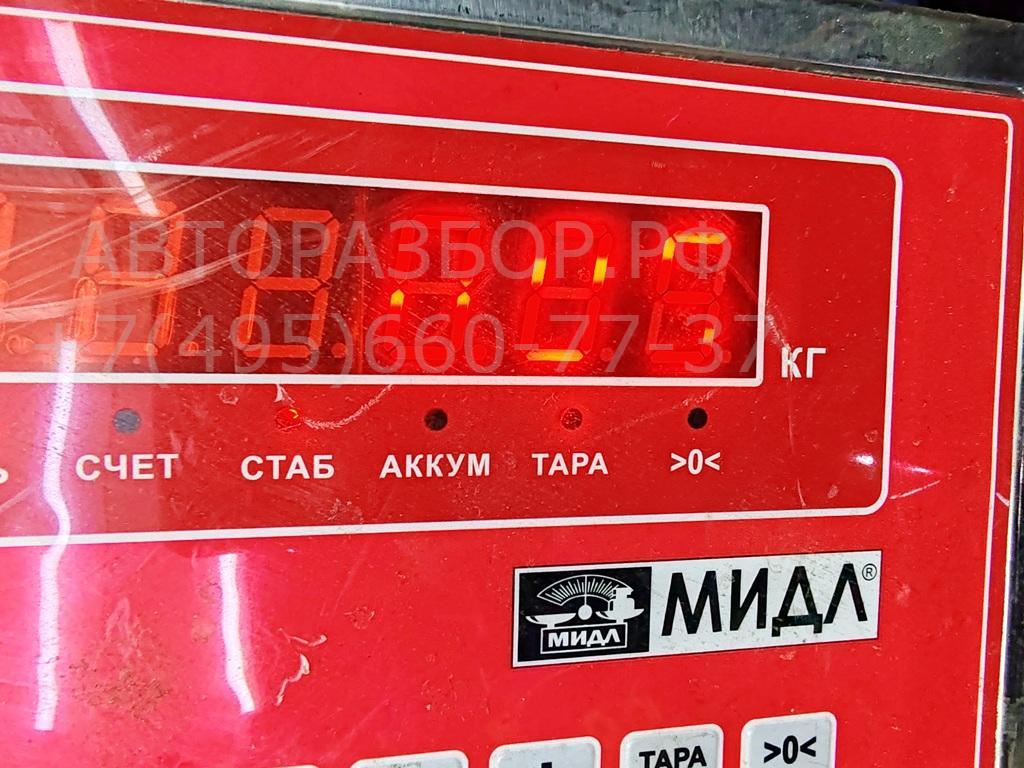 АВТОРАЗБОР.РФ
+7(495)660-77-37
КГ
СЧЕТ СТАБ АККУМ ТАРА >0<
МИДЛ МИДЛ®
ТАРА >0<